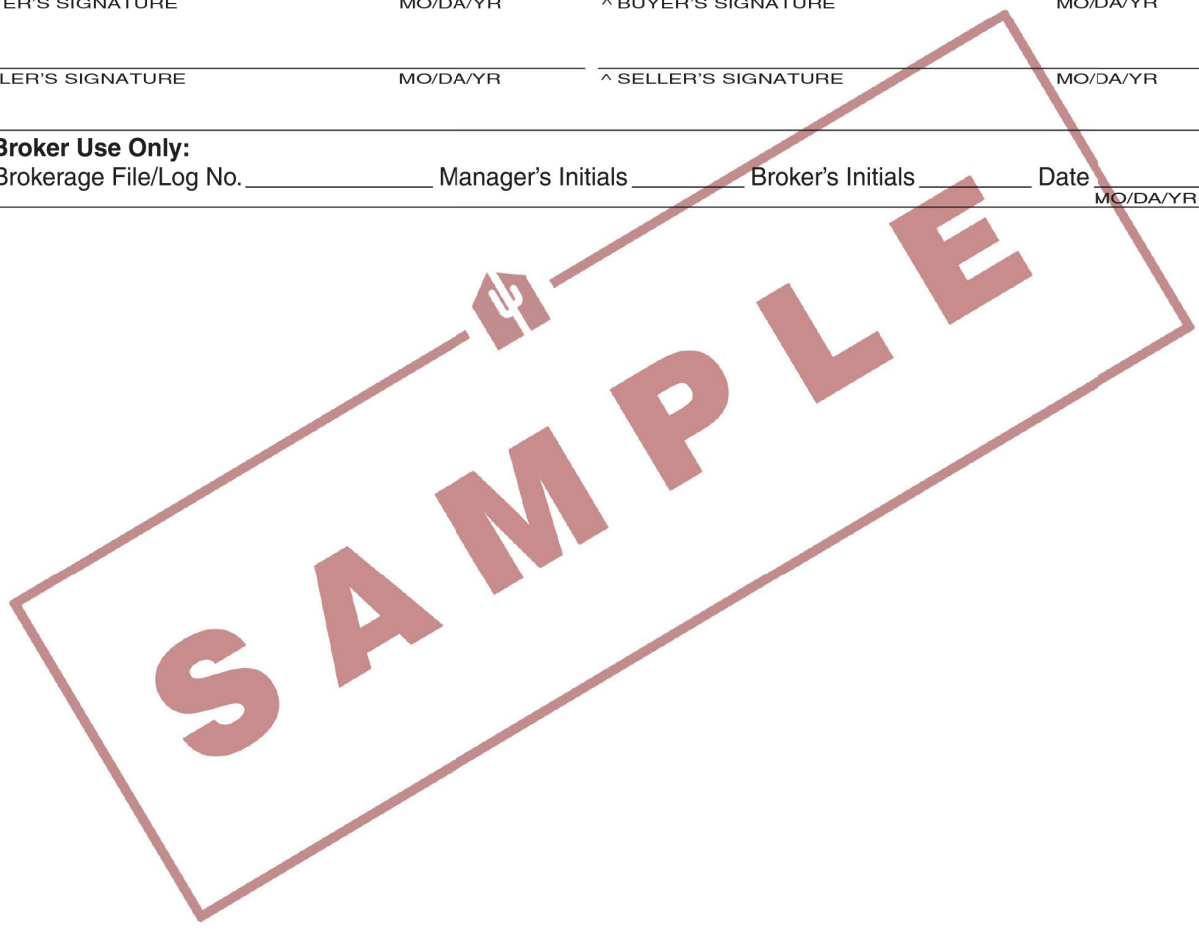 ER'S SIGNATURE MO/DA/YR ^ BUYER'S SIGNATURE MO/DA/YR
LER'S SIGNATURE MO/DA/YR ^ SELLER'S SIGNATURE MO/DA/YR
Broker Use Only:
Brokerage File/Log No. Manager's Initials Broker's Initials Date
MO/DA/YR
SAMPLE